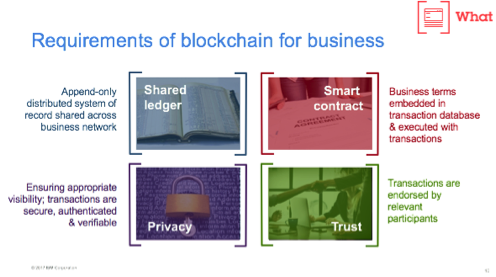 What
Requirements of blockchain for business
Append-only
distributed system of
record shared across
business network
Shared
ledger
Smart
contract
CONTRACT
AGREEMENT
Business terms
embedded in
transaction database
& executed with
transactions
Ensuring appropriate
visibility; transactions are
secure, authenticated
& verifiable
Privacy
Trust
Transactions are
endorsed by
relevant
participants
© 2017 IBM Corporation